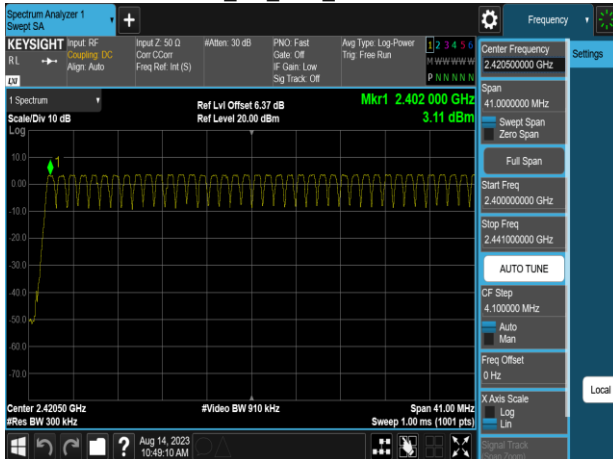 Spectrum Analyzer 1
Swept SA
Frequency
KEYSIGHT
RL
LXI
Input: RF
Coupling: DC
Align: Auto
Input Z: 50 Ω
Corr CCorr
Freq Ref: Int (S)
#Atten: 30 dB
PNO: Fast
Gate: Off
IF Gain: Low
Sig Track: Off
Avg Type: Log-Power
Trig: Free Run
1 2 3 4 5 6
M W W W W W
P N N N N N
1 Spectrum
Scale/Div 10 dB
Log
Ref Lvl Offset 6.37 dB
Ref Level 20.00 dBm
Mkr1 2.402 000 GHz
3.11 dBm
1
10.0
0.00
-10.0
-20.0
-30.0
-40.0
-50.0
-60.0
-70.0
Center 2.42050 GHz
#Res BW 300 kHz
#Video BW 910 kHz
Span 41.00 MHz
Sweep 1.00 ms (1001 pts)
Aug 14, 2023
10:49:10 AM
Center Frequency
2.420500000 GHz
Settings
Span
41.0000000 MHz
Swept Span
Zero Span
Full Span
Start Freq
2.400000000 GHz
Stop Freq
2.441000000 GHz
AUTO TUNE
CF Step
4.100000 MHz
Auto
Man
Freq Offset
0 Hz
X Axis Scale
Log
Lin
Local
Signal Track
(Span Zoom)